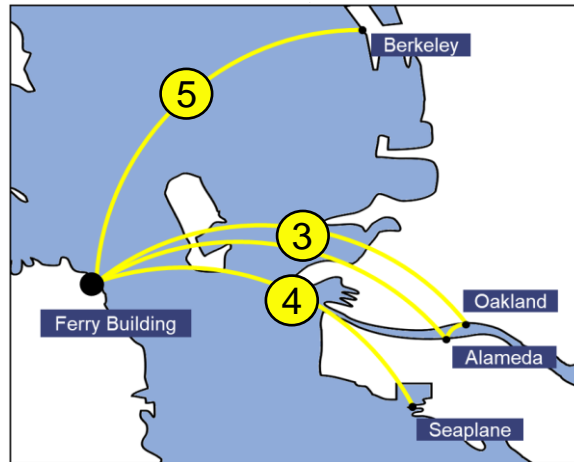 Berkeley
5
3
4
Oakland
Ferry Building
Alameda
Seaplane